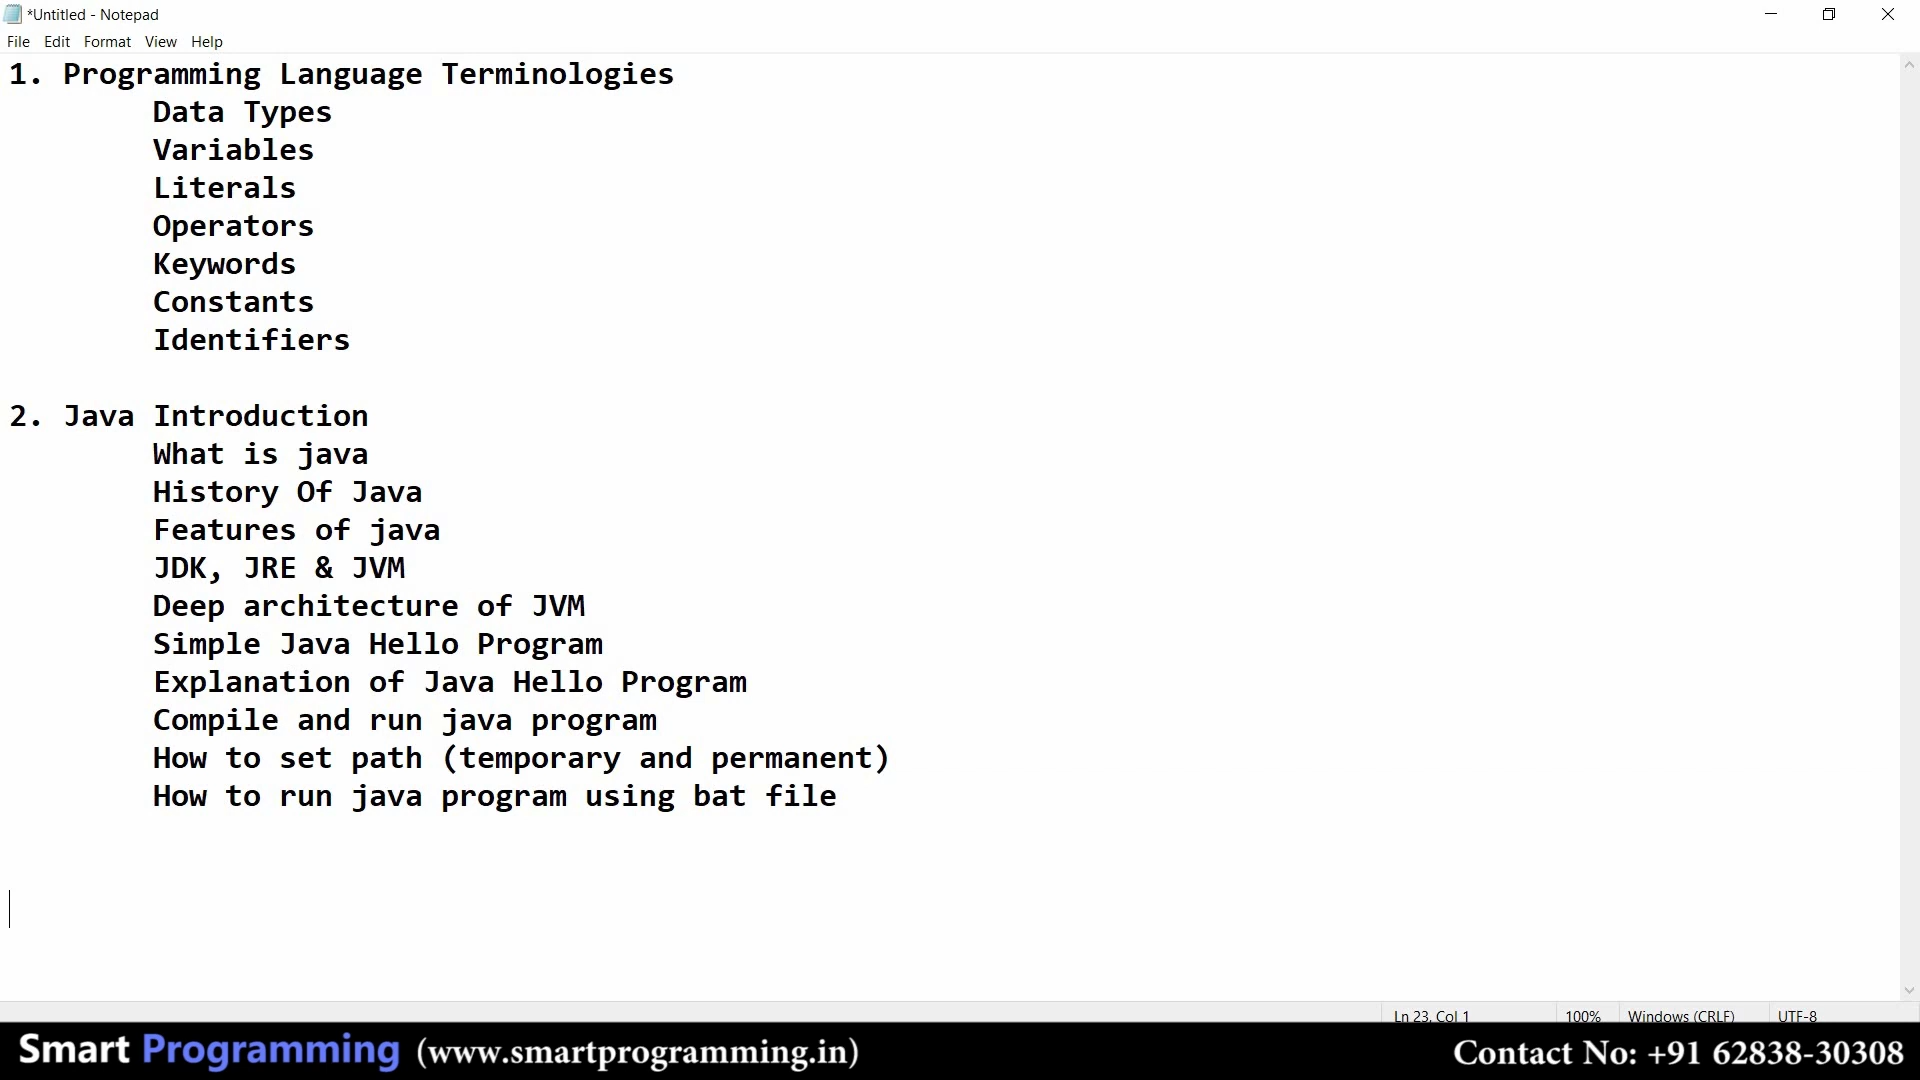 *Untitled - Notepad
File Edit Format View Help
1. Programming Language Terminologies
Data Types
Variables
Literals
Operators
Keywords
Constants
Identifiers
2. Java Introduction
What is java
History Of Java
Features of java
JDK, JRE & JVM
Deep architecture of JVM
Simple Java Hello Program
Explanation of Java Hello Program
Compile and run java program
How to set path (temporary and permanent)
How to run java program using bat file
Ln 23, Col 1 100% Windows (CRLF) UTF-8
Smart Programming (www.smartprogramming.in) Contact No: +91 62838-30308